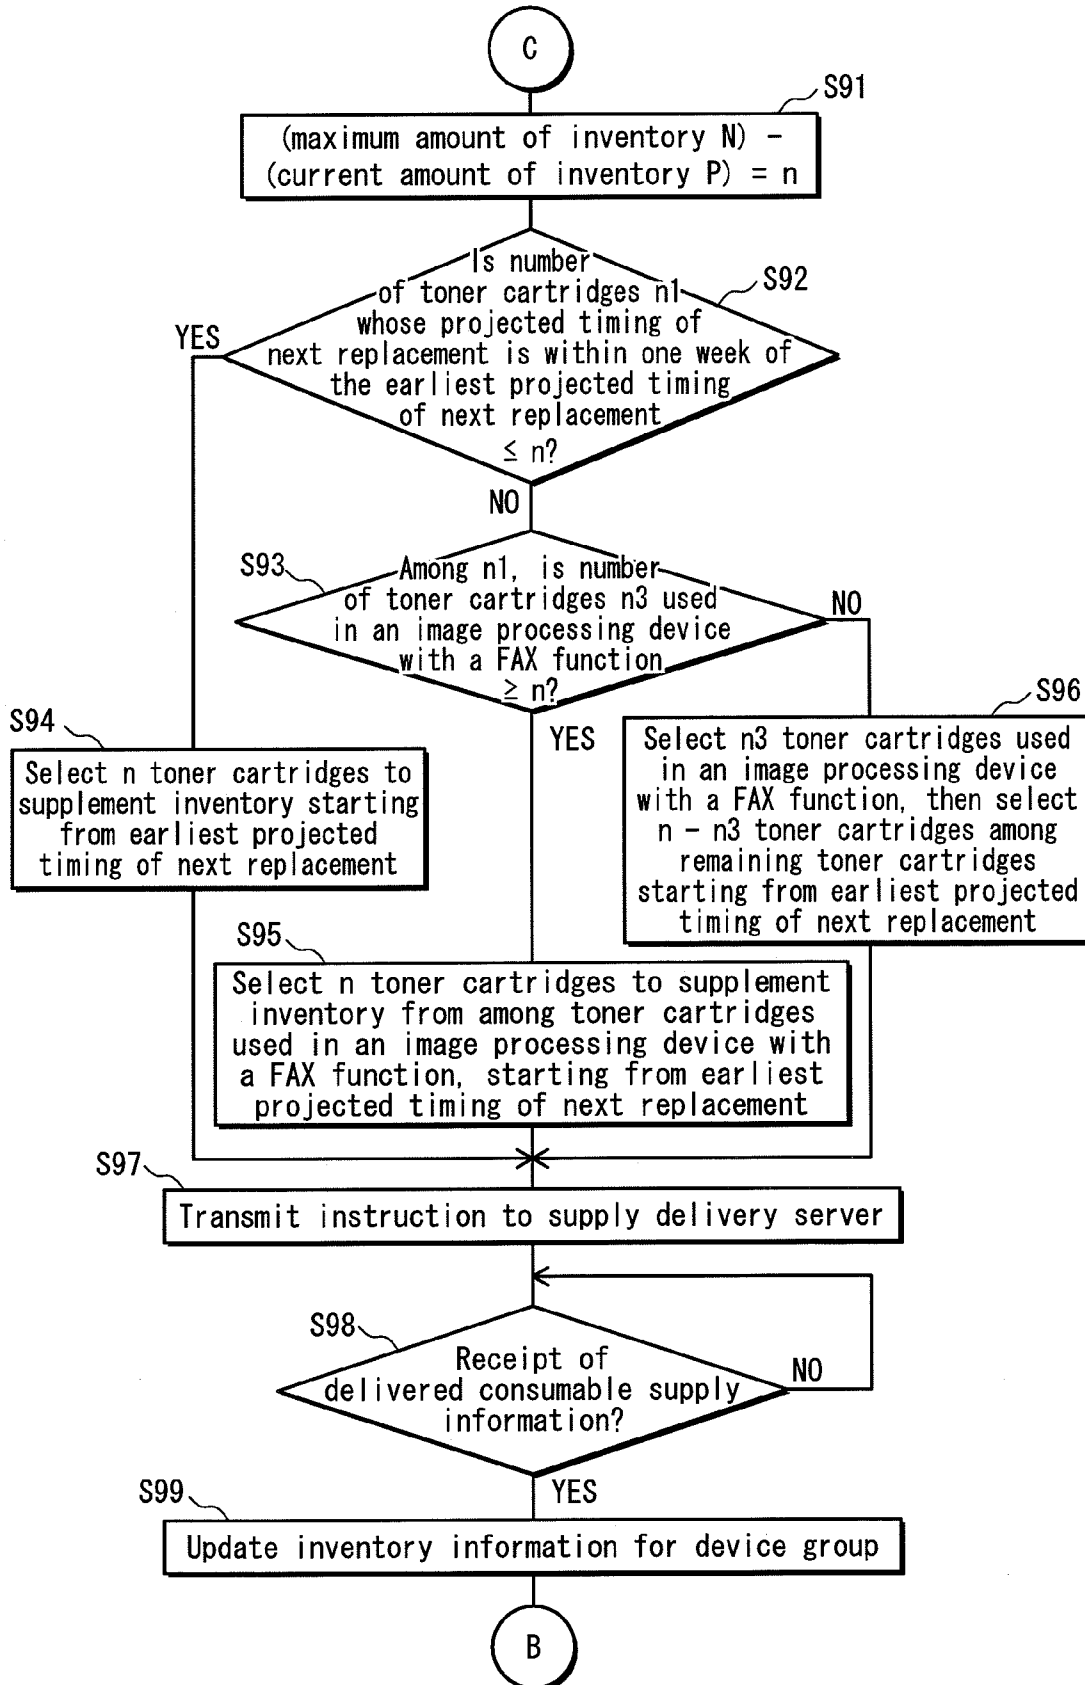 C
S91
(maximum amount of inventory N) -
(current amount of inventory P) = n
S92
Is number
of toner cartridges n1
whose projected timing of
next replacement is within one week of
the earliest projected timing
of next replacement
≤ n?
YES
NO
S93
Among n1, is number
of toner cartridges n3 used
in an image processing device
with a FAX function
≥ n?
NO
YES
S94
Select n toner cartridges to
supplement inventory starting
from earliest projected
timing of next replacement
S96
Select n3 toner cartridges used
in an image processing device
with a FAX function, then select
n - n3 toner cartridges among
remaining toner cartridges
starting from earliest projected
timing of next replacement
S95
Select n toner cartridges to supplement
inventory from among toner cartridges
used in an image processing device with
a FAX function, starting from earliest
projected timing of next replacement
S97
Transmit instruction to supply delivery server
S98
Receipt of
delivered consumable supply
information?
NO
YES
S99
Update inventory information for device group
B